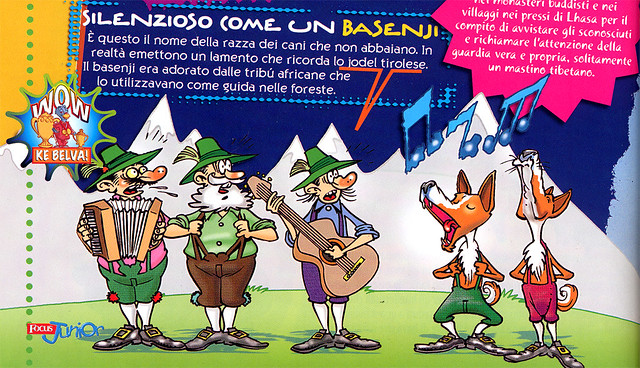 SILENZIOSO COME UN BASENJI
È questo il nome della razza dei cani che non abbaiano. In
realtà emettono un lamento che ricorda lo jodel tirolese.
Il basenji era adorato dalle tribú africane che
lo utilizzavano come guida nelle foreste.
nei monasteri buddisti e nei
villaggi nei pressi di Lhasa per il
compito di avvistare gli sconosciuti
e richiamare l'attenzione della
guardia vera e propria, solitamente
un mastino tibetano.
WOW
KE BELVA!
FOCUS
Junior